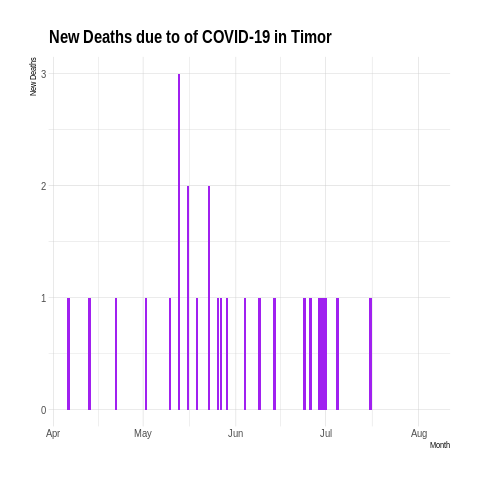 New Deaths due to of COVID-19 in Timor
New Deaths
3
2
1
0
Apr May Jun Jul Aug
Month